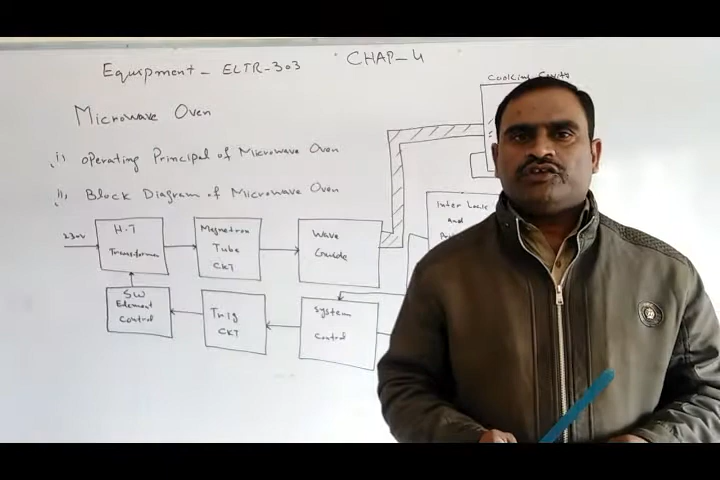 Equipment - ELTR-303 CHAP-4
Microwave Oven
i) Operating Principal of Microwave Oven
ii) Block Diagram of Microwave Oven
Cooking Cavity
230V
H.T
Transformer
Magnetron
Tube
CKT
Wave
Guide
Inter Lock
and
SW
Element
Control
Trig
CKT
System
Control